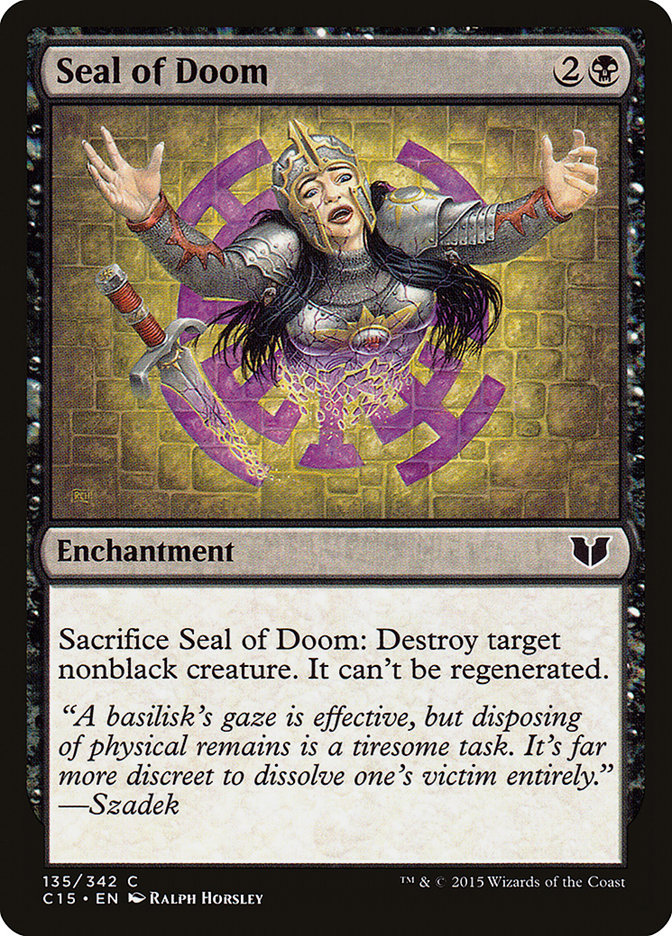 Seal of Doom 2
Enchantment
Sacrifice Seal of Doom: Destroy target
nonblack creature. It can't be regenerated.
“A basilisk's gaze is effective, but disposing
of physical remains is a tiresome task. It's far
more discreet to dissolve one's victim entirely.”
—Szadek
135/342 C
C15 • EN Ralph Horsley
™ & © 2015 Wizards of the Coast